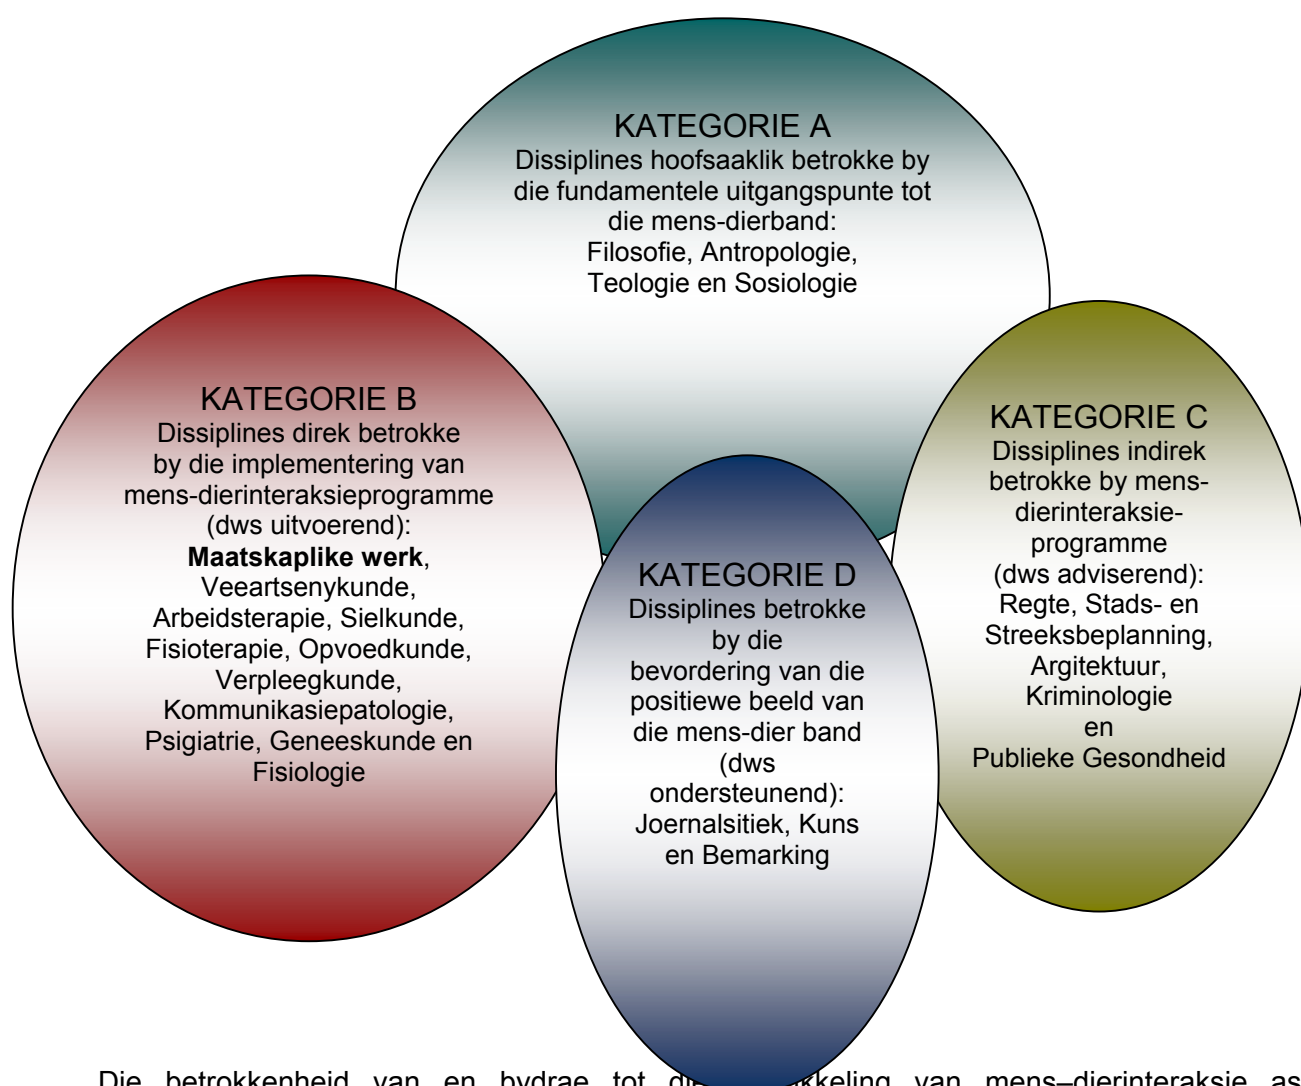 KATEGORIE A
Dissiplines hoofsaaklik betrokke by
die fundamentele uitgangspunte tot
die mens-dierband:
Filosofie, Antropologie,
Teologie en Sosiologie
KATEGORIE B
Dissiplines direk betrokke
by die implementering van
mens-dierinteraksieprogramme
(dws uitvoerend):
Maatskaplike werk,
Veeartsenykunde,
Arbeidsterapie, Sielkunde,
Fisioterapie, Opvoedkunde,
Verpleegkunde,
Kommunikasiepatologie,
Psigiatrie, Geneeskunde en
Fisiologie
KATEGORIE C
Dissiplines indirek
betrokke by mens-
dierinteraksie-
programme
(dws adviserend):
Regte, Stads- en
Streeksbeplanning,
Argitektuur,
Kriminologie
en
Publieke Gesondheid
KATEGORIE D
Dissiplines betrokke
by die
bevordering van die
positiewe beeld van
die mens-dier band
(dws
ondersteunend):
Joernalsitiek, Kuns
en Bemarking
Die betrokkenheid van en bydrae tot van mens–dierinteraksie as